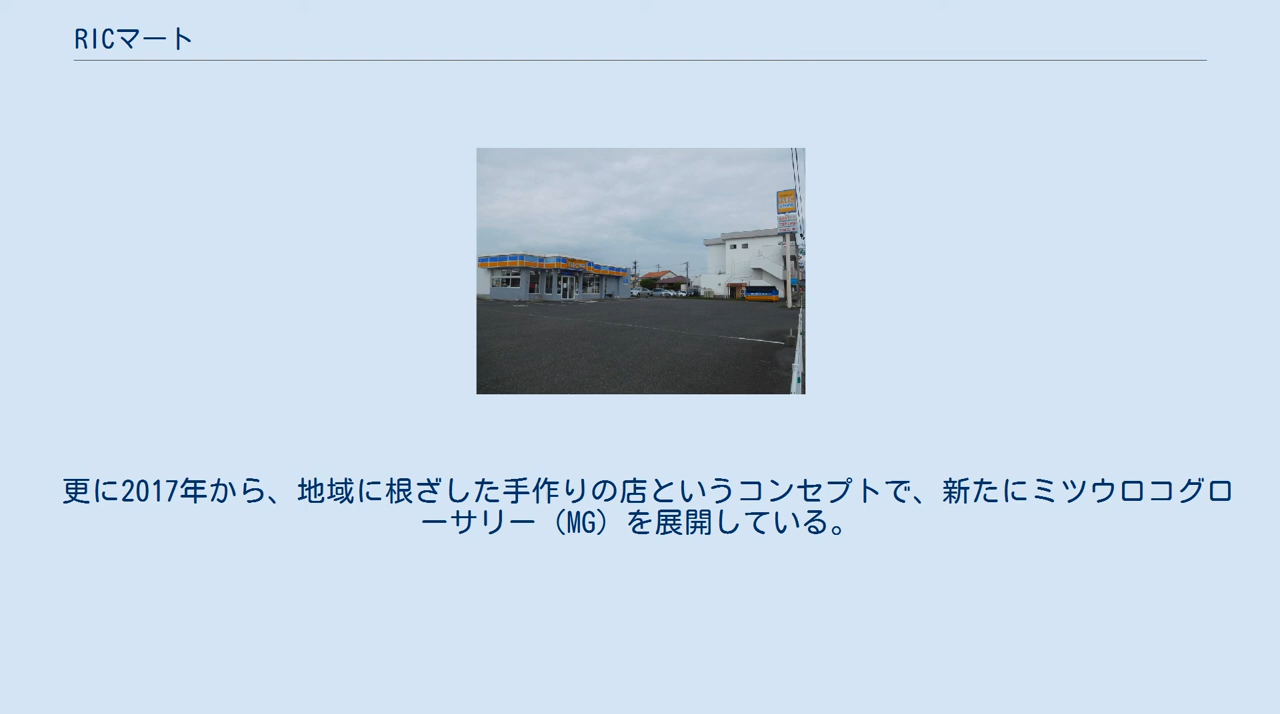 RICマート
更に2017年から、地域に根ざした手作りの店というコンセプトで、新たにミツウロコグロ
ーサリー（MG）を展開している。